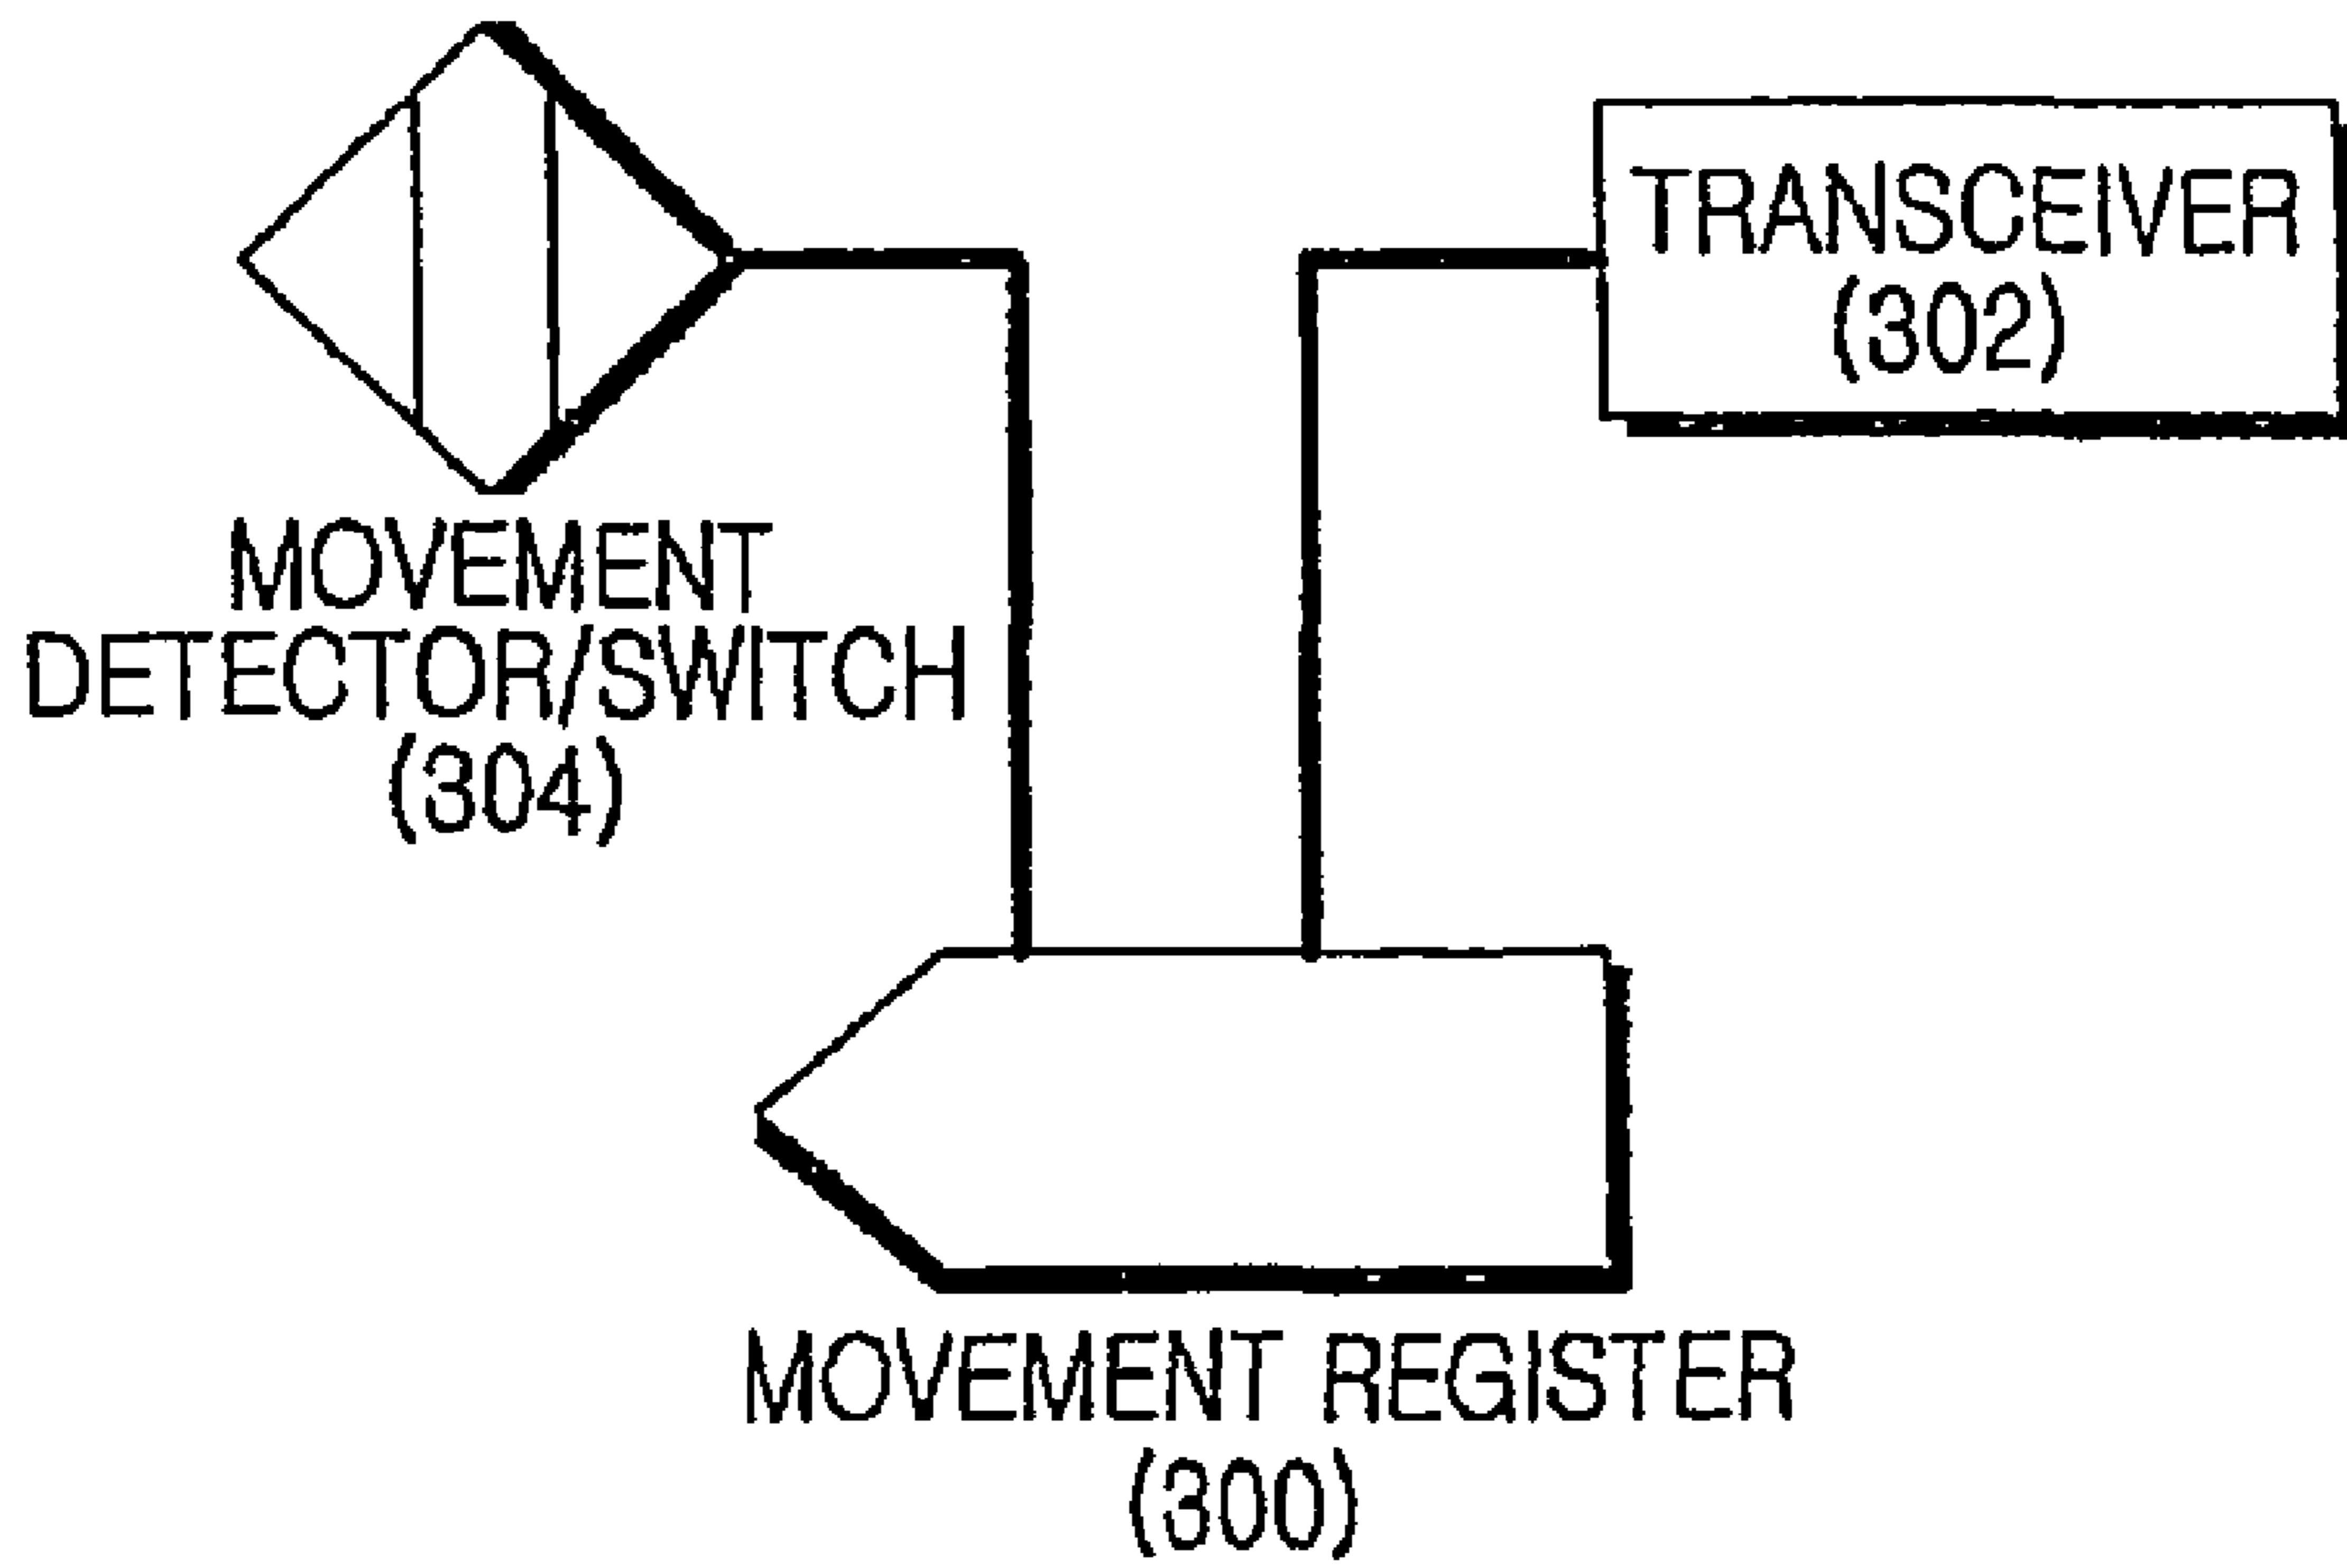 TRANSCEIVER
(302)
MOVEMENT
DETECTOR/SWITCH
(304)
MOVEMENT REGISTER
(300)